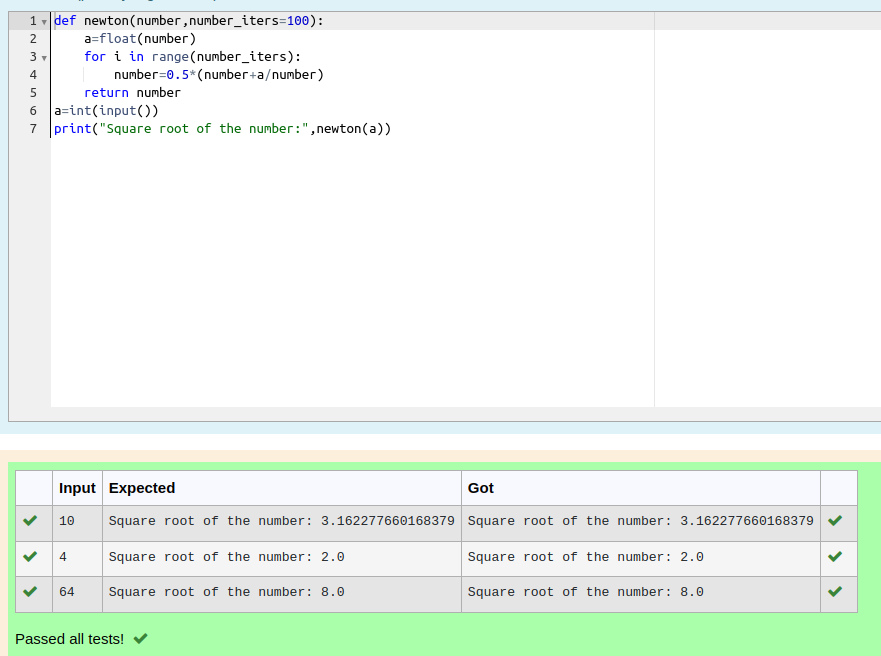 1 def newton(number,number_iters=100):
2     a=float(number)
3     for i in range(number_iters):
4         number=0.5*(number+a/number)
5     return number
6 a=int(input())
7 print("Square root of the number:",newton(a))
Input Expected Got
10 Square root of the number: 3.162277660168379 Square root of the number: 3.162277660168379
4 Square root of the number: 2.0 Square root of the number: 2.0
64 Square root of the number: 8.0 Square root of the number: 8.0
Passed all tests!